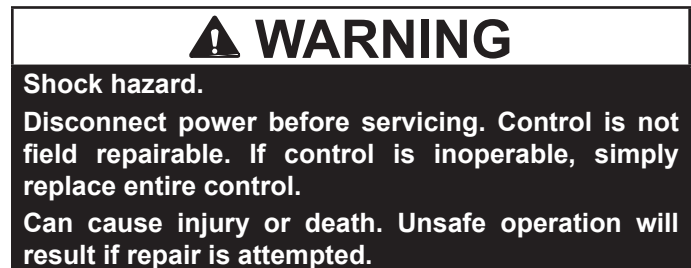 WARNING
Shock hazard.
Disconnect power before servicing. Control is not
field repairable. If control is inoperable, simply
replace entire control.
Can cause injury or death. Unsafe operation will
result if repair is attempted.